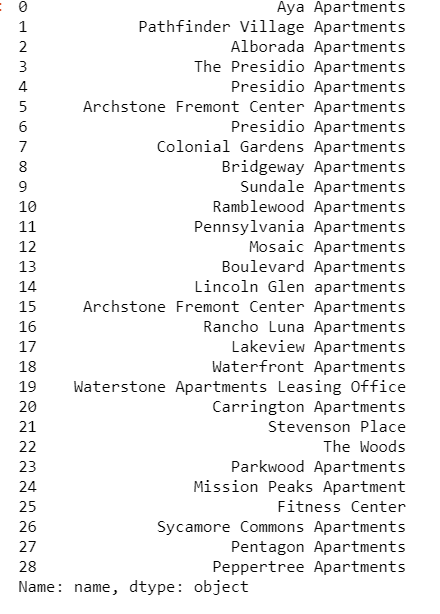 0 Aya Apartments
1 Pathfinder Village Apartments
2 Alborada Apartments
3 The Presidio Apartments
4 Presidio Apartments
5 Archstone Fremont Center Apartments
6 Presidio Apartments
7 Colonial Gardens Apartments
8 Bridgeway Apartments
9 Sundale Apartments
10 Ramblewood Apartments
11 Pennsylvania Apartments
12 Mosaic Apartments
13 Boulevard Apartments
14 Lincoln Glen apartments
15 Archstone Fremont Center Apartments
16 Rancho Luna Apartments
17 Lakeview Apartments
18 Waterfront Apartments
19 Waterstone Apartments Leasing Office
20 Carrington Apartments
21 Stevenson Place
22 The Woods
23 Parkwood Apartments
24 Mission Peaks Apartment
25 Fitness Center
26 Sycamore Commons Apartments
27 Pentagon Apartments
28 Peppertree Apartments
Name: name, dtype: object